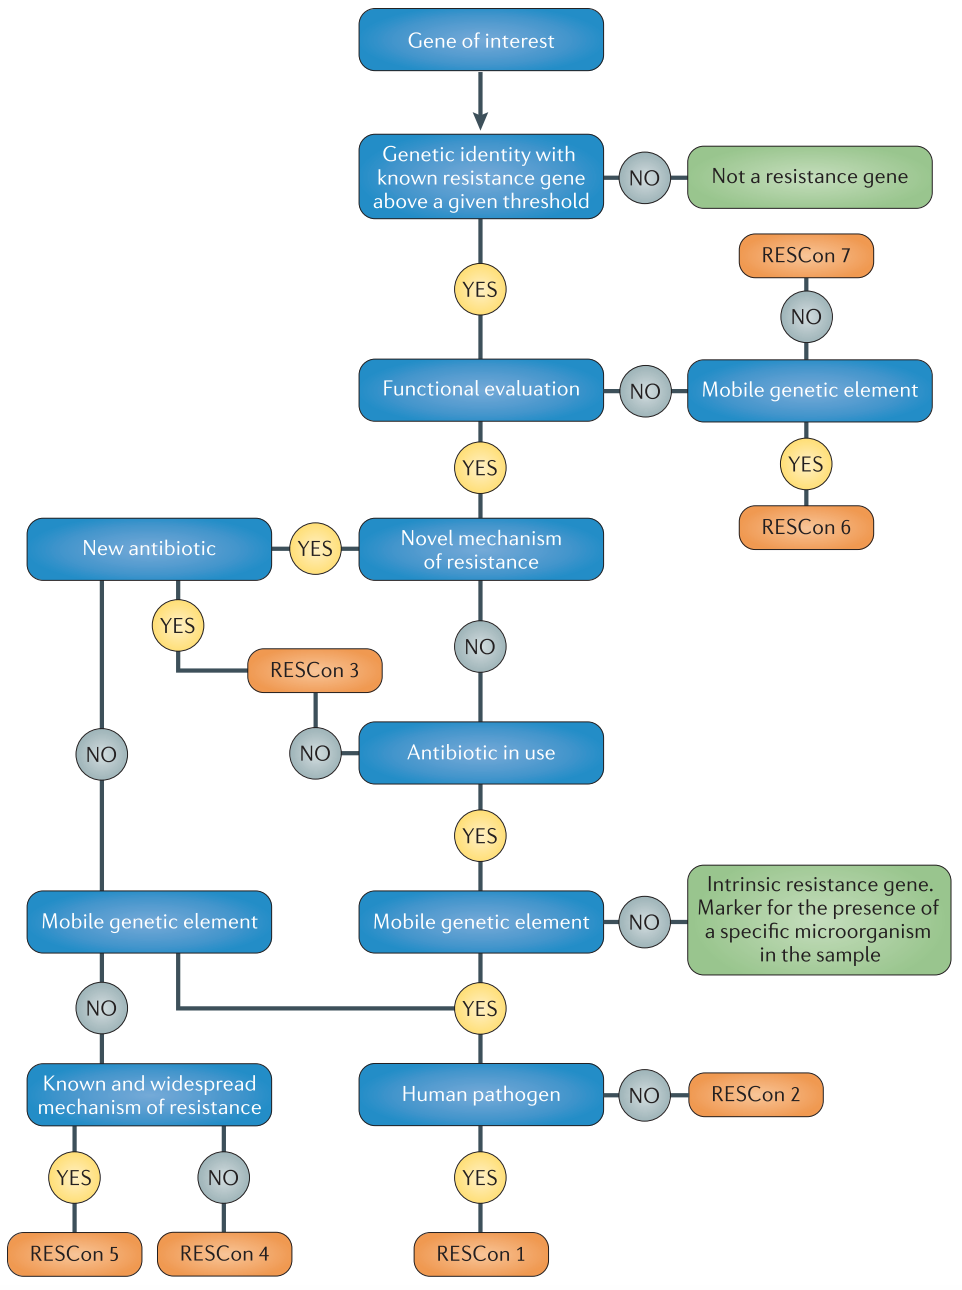 Gene of interest
Genetic identity with
known resistance gene
above a given threshold
NO
Not a resistance gene
RESCon 7
NO
YES
Functional evaluation
NO
Mobile genetic element
YES
YES
RESCon 6
New antibiotic
YES
Novel mechanism
of resistance
YES
NO
RESCon 3
NO
NO
Antibiotic in use
YES
Mobile genetic element
Mobile genetic element
NO
Intrinsic resistance gene.
Marker for the presence of
a specific microorganism
in the sample
NO
YES
Known and widespread
mechanism of resistance
Human pathogen
NO
RESCon 2
YES
NO
YES
RESCon 5
RESCon 4
RESCon 1